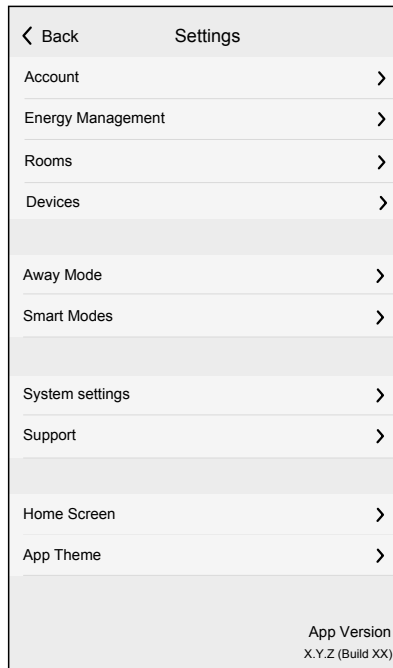 Back Settings
Account
Energy Management
Rooms
Devices
Away Mode
Smart Modes
System settings
Support
Home Screen
App Theme
App Version
X.Y.Z (Build XX)